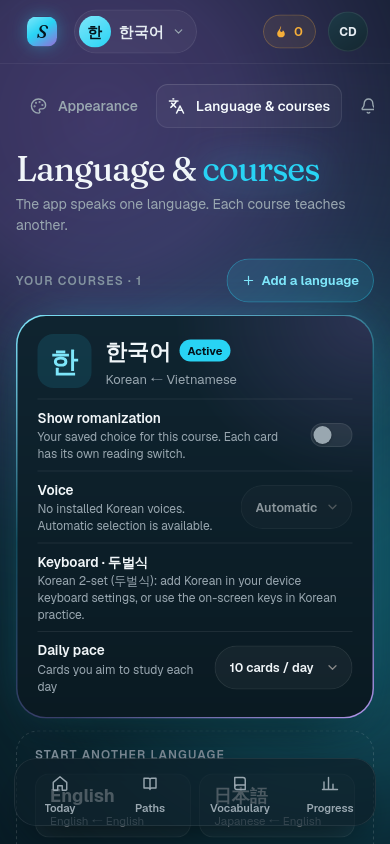 S
한 한국어
0
CD
Appearance
Language & courses
Language & courses
The app speaks one language. Each course teaches
another.
YOUR COURSES · 1
+ Add a language
한
한국어 Active
Korean ← Vietnamese
Show romanization
Your saved choice for this course. Each card
has its own reading switch.
Voice
No installed Korean voices.
Automatic selection is available.
Automatic
Keyboard · 두벌식
Korean 2-set (두벌식): add Korean in your device
keyboard settings, or use the on-screen keys in Korean
practice.
Daily pace
Cards you aim to study each
day
10 cards / day
START ANOTHER LANGUAGE
English
English ← English
日本語
Japanese ← English
Today
Paths
Vocabulary
Progress